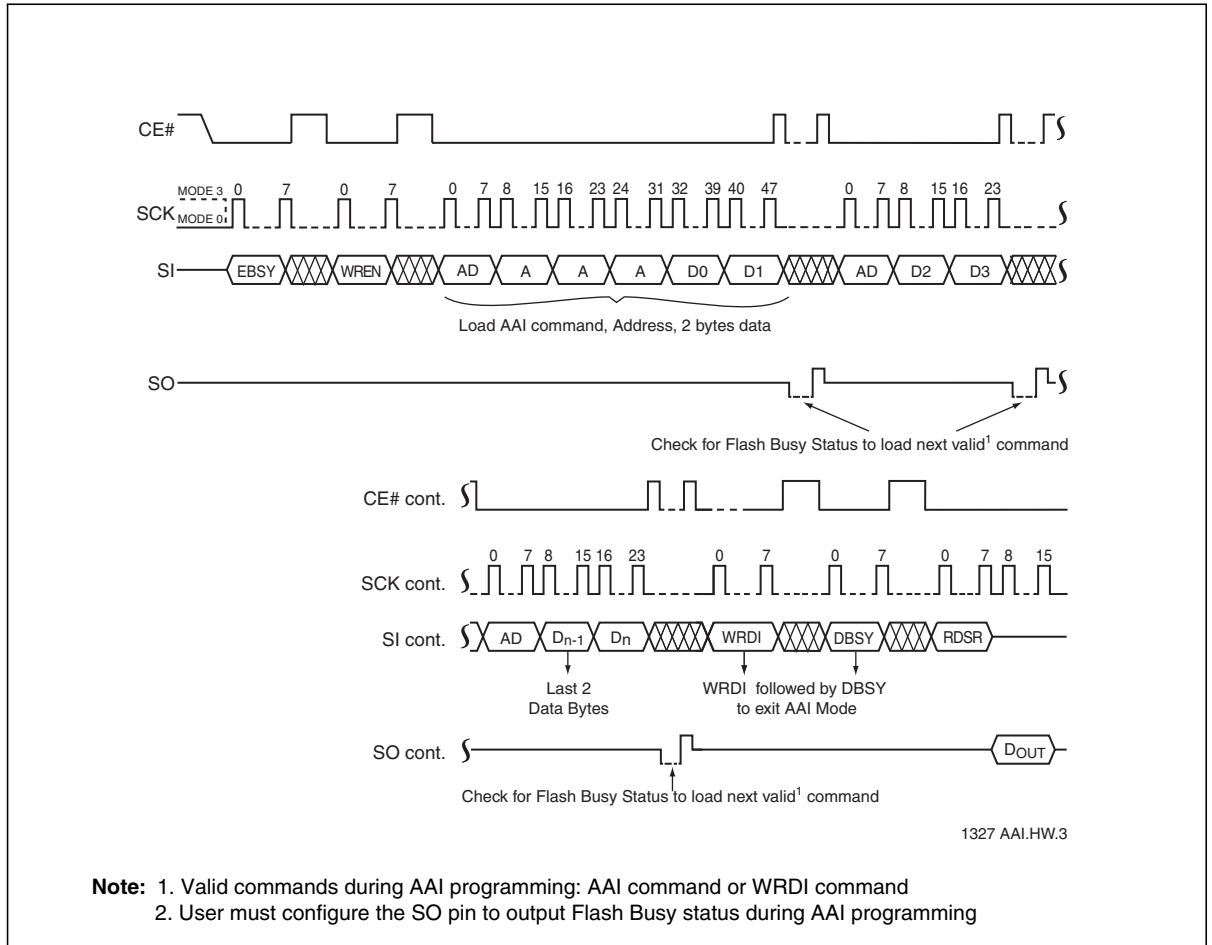 CE#
MODE 3 0 7 0 7 0 7 8 15 16 23 24 31 32 39 40 47 0 7 8 15 16 23
SCK MODE 0
SI EBSY WREN AD A A A D0 D1 AD D2 D3
Load AAI command, Address, 2 bytes data
SO
Check for Flash Busy Status to load next valid1 command
CE# cont.
0 7 8 15 16 23 0 7 0 7 0 7 8 15
SCK cont.
SI cont. AD Dn-1 Dn WRDI DBSY RDSR
Last 2 WRDI followed by DBSY
Data Bytes to exit AAI Mode
SO cont. DOUT
Check for Flash Busy Status to load next valid1 command
1327 AAI.HW.3
Note: 1. Valid commands during AAI programming: AAI command or WRDI command
2. User must configure the SO pin to output Flash Busy status during AAI programming